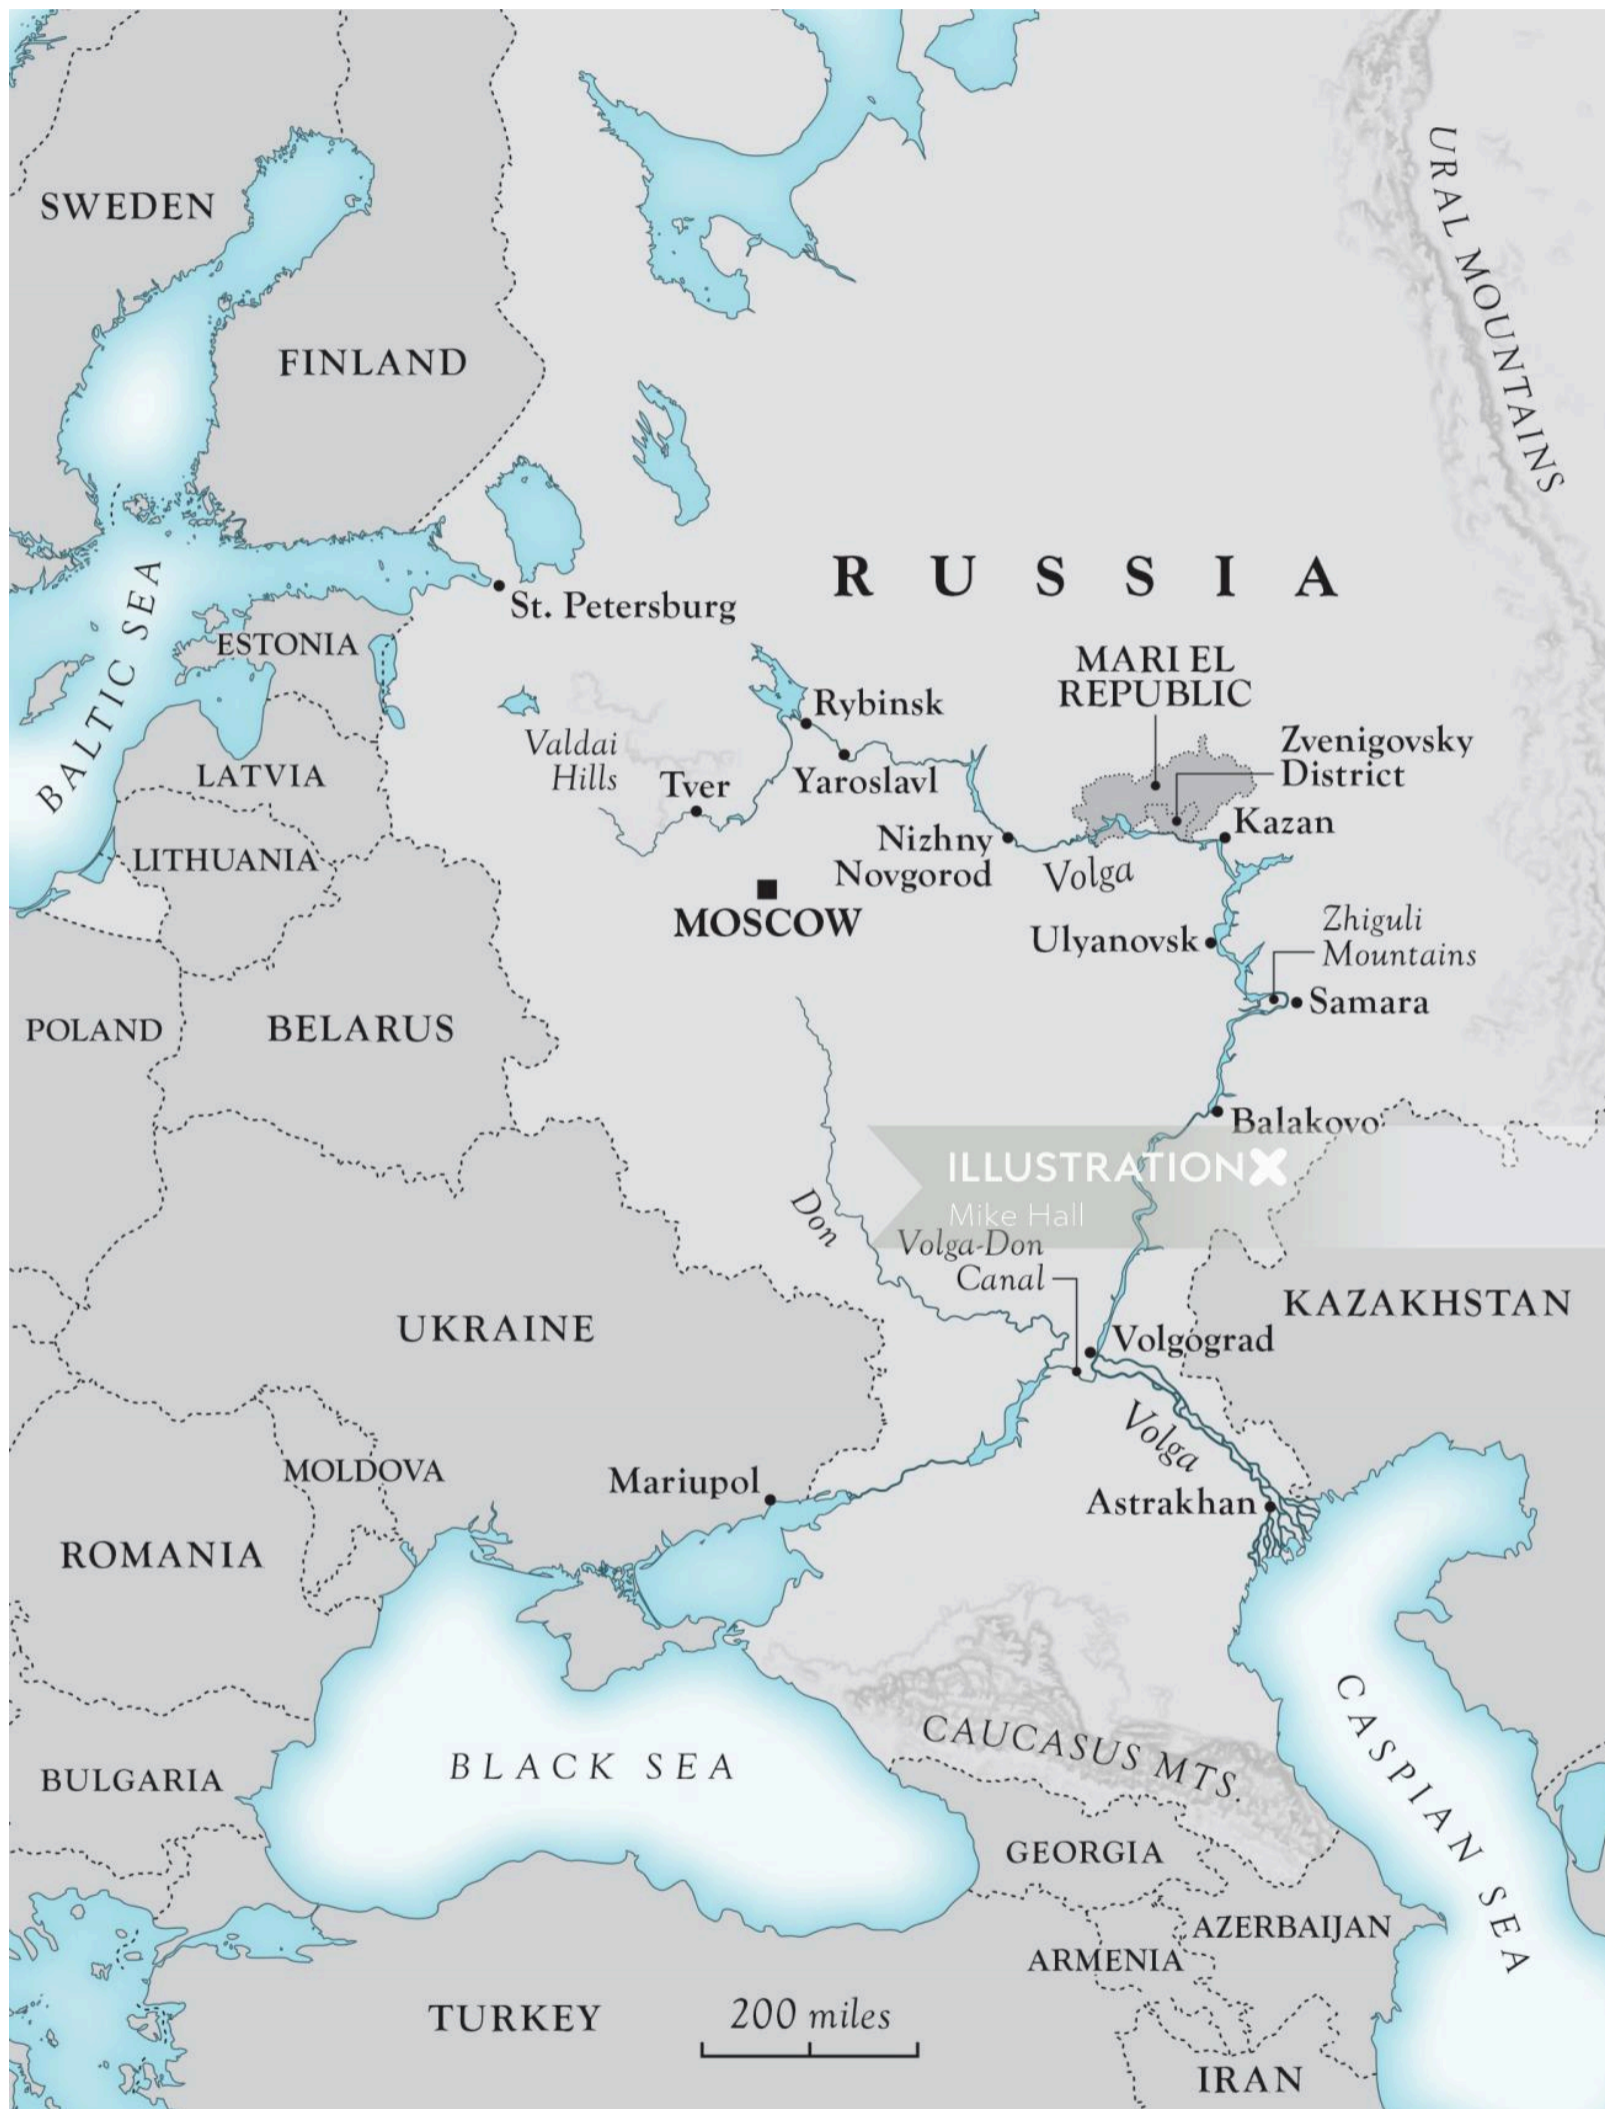 URAL MOUNTAINS
SWEDEN
FINLAND
RUSSIA
BALTIC SEA
St. Petersburg
ESTONIA
MARI EL
REPUBLIC
Rybinsk
Valdai
Hills
Zvenigovsky
District
LATVIA
Tver
Yaroslavl
Kazan
Nizhny
Novgorod
LITHUANIA
Volga
MOSCOW
Ulyanovsk
Zhiguli
Mountains
Samara
POLAND
BELARUS
Balakovo
ILLUSTRATIONX
Mike Hall
Don
Volga-Don
Canal
KAZAKHSTAN
UKRAINE
Volgograd
Volga
MOLDOVA
Mariupol
Astrakhan
ROMANIA
CASPIAN SEA
CAUCASUS MTS.
BLACK SEA
BULGARIA
GEORGIA
AZERBAIJAN
ARMENIA
TURKEY
200 miles
IRAN